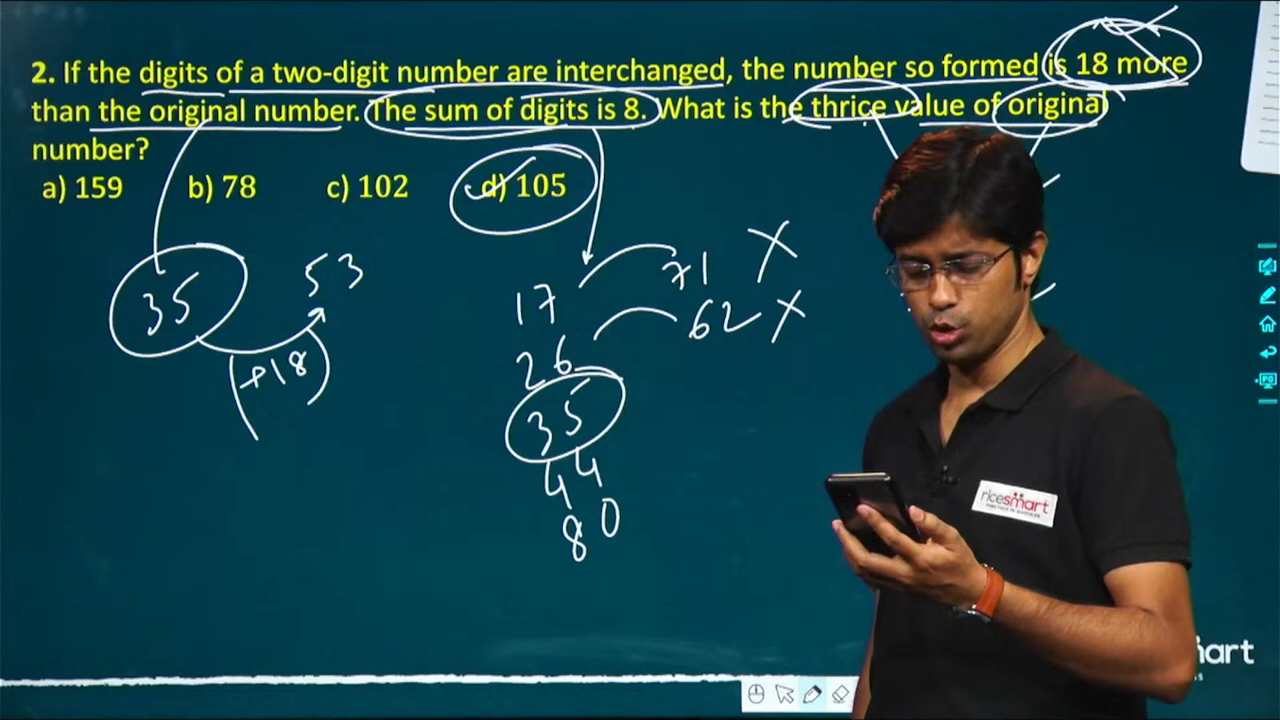 2. If the digits of a two-digit number are interchanged, the number so formed is 18 more
than the original number. The sum of digits is 8. What is the thrice value of original
number?
a) 159 b) 78 c) 102 d) 105
35 53
(+18)
17 71 X
26 62 X
35
44
80
ricesmart
art